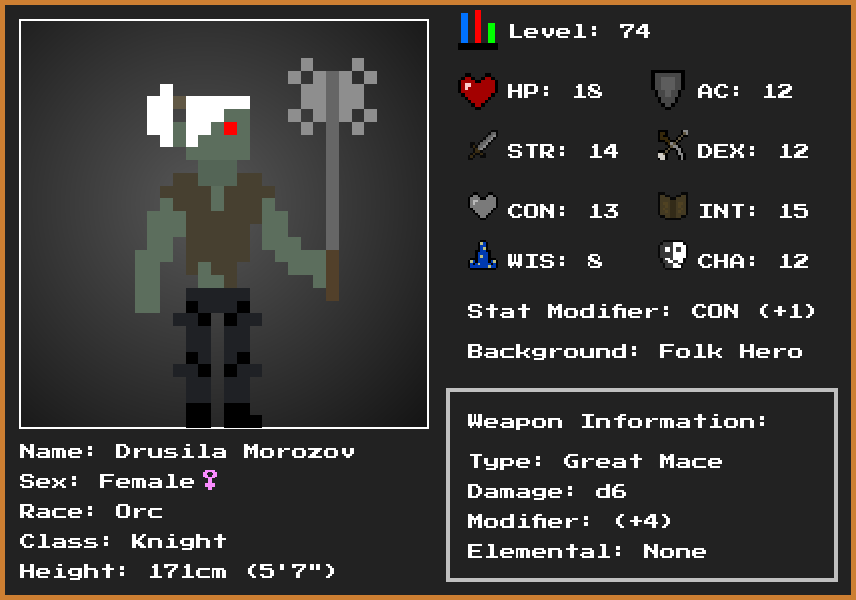 Level: 74
HP: 18 AC: 12
STR: 14 DEX: 12
CON: 13 INT: 15
WIS: 8 CHA: 12
Stat Modifier: CON (+1)
Background: Folk Hero
Weapon Information:
Type: Great Mace
Damage: d6
Modifier: (+4)
Elemental: None
Name: Drusila Morozov
Sex: Female♀
Race: Orc
Class: Knight
Height: 171cm (5'7")